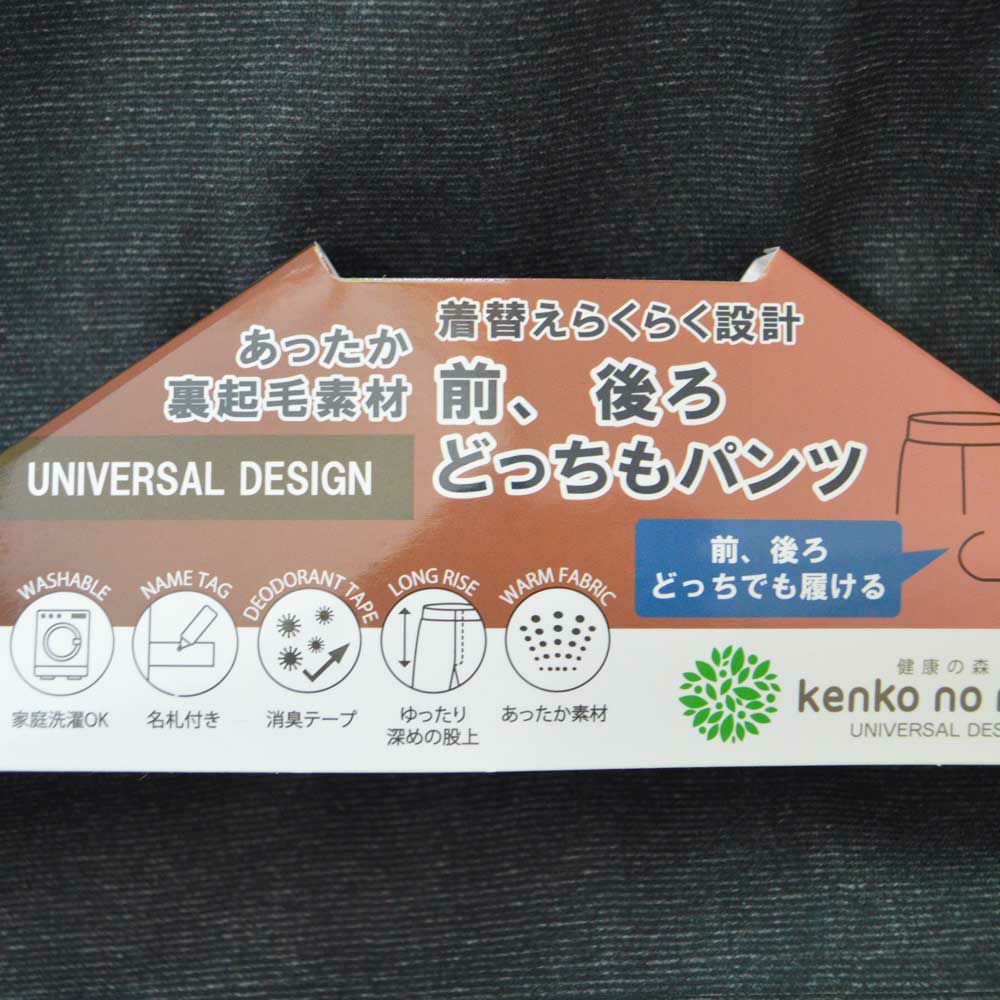 あったか
裏起毛素材
UNIVERSAL DESIGN
着替えらくらく設計
前、後ろ
どっちもパンツ
前、後ろ
どっちでも履ける
WASHABLE
家庭洗濯OK
NAME TAG
名札付き
DEODORANT TAPE
消臭テープ
LONG RISE
ゆったり
深めの股上
WARM FABRIC
あったか素材
健康の森
kenko no
UNIVERSAL